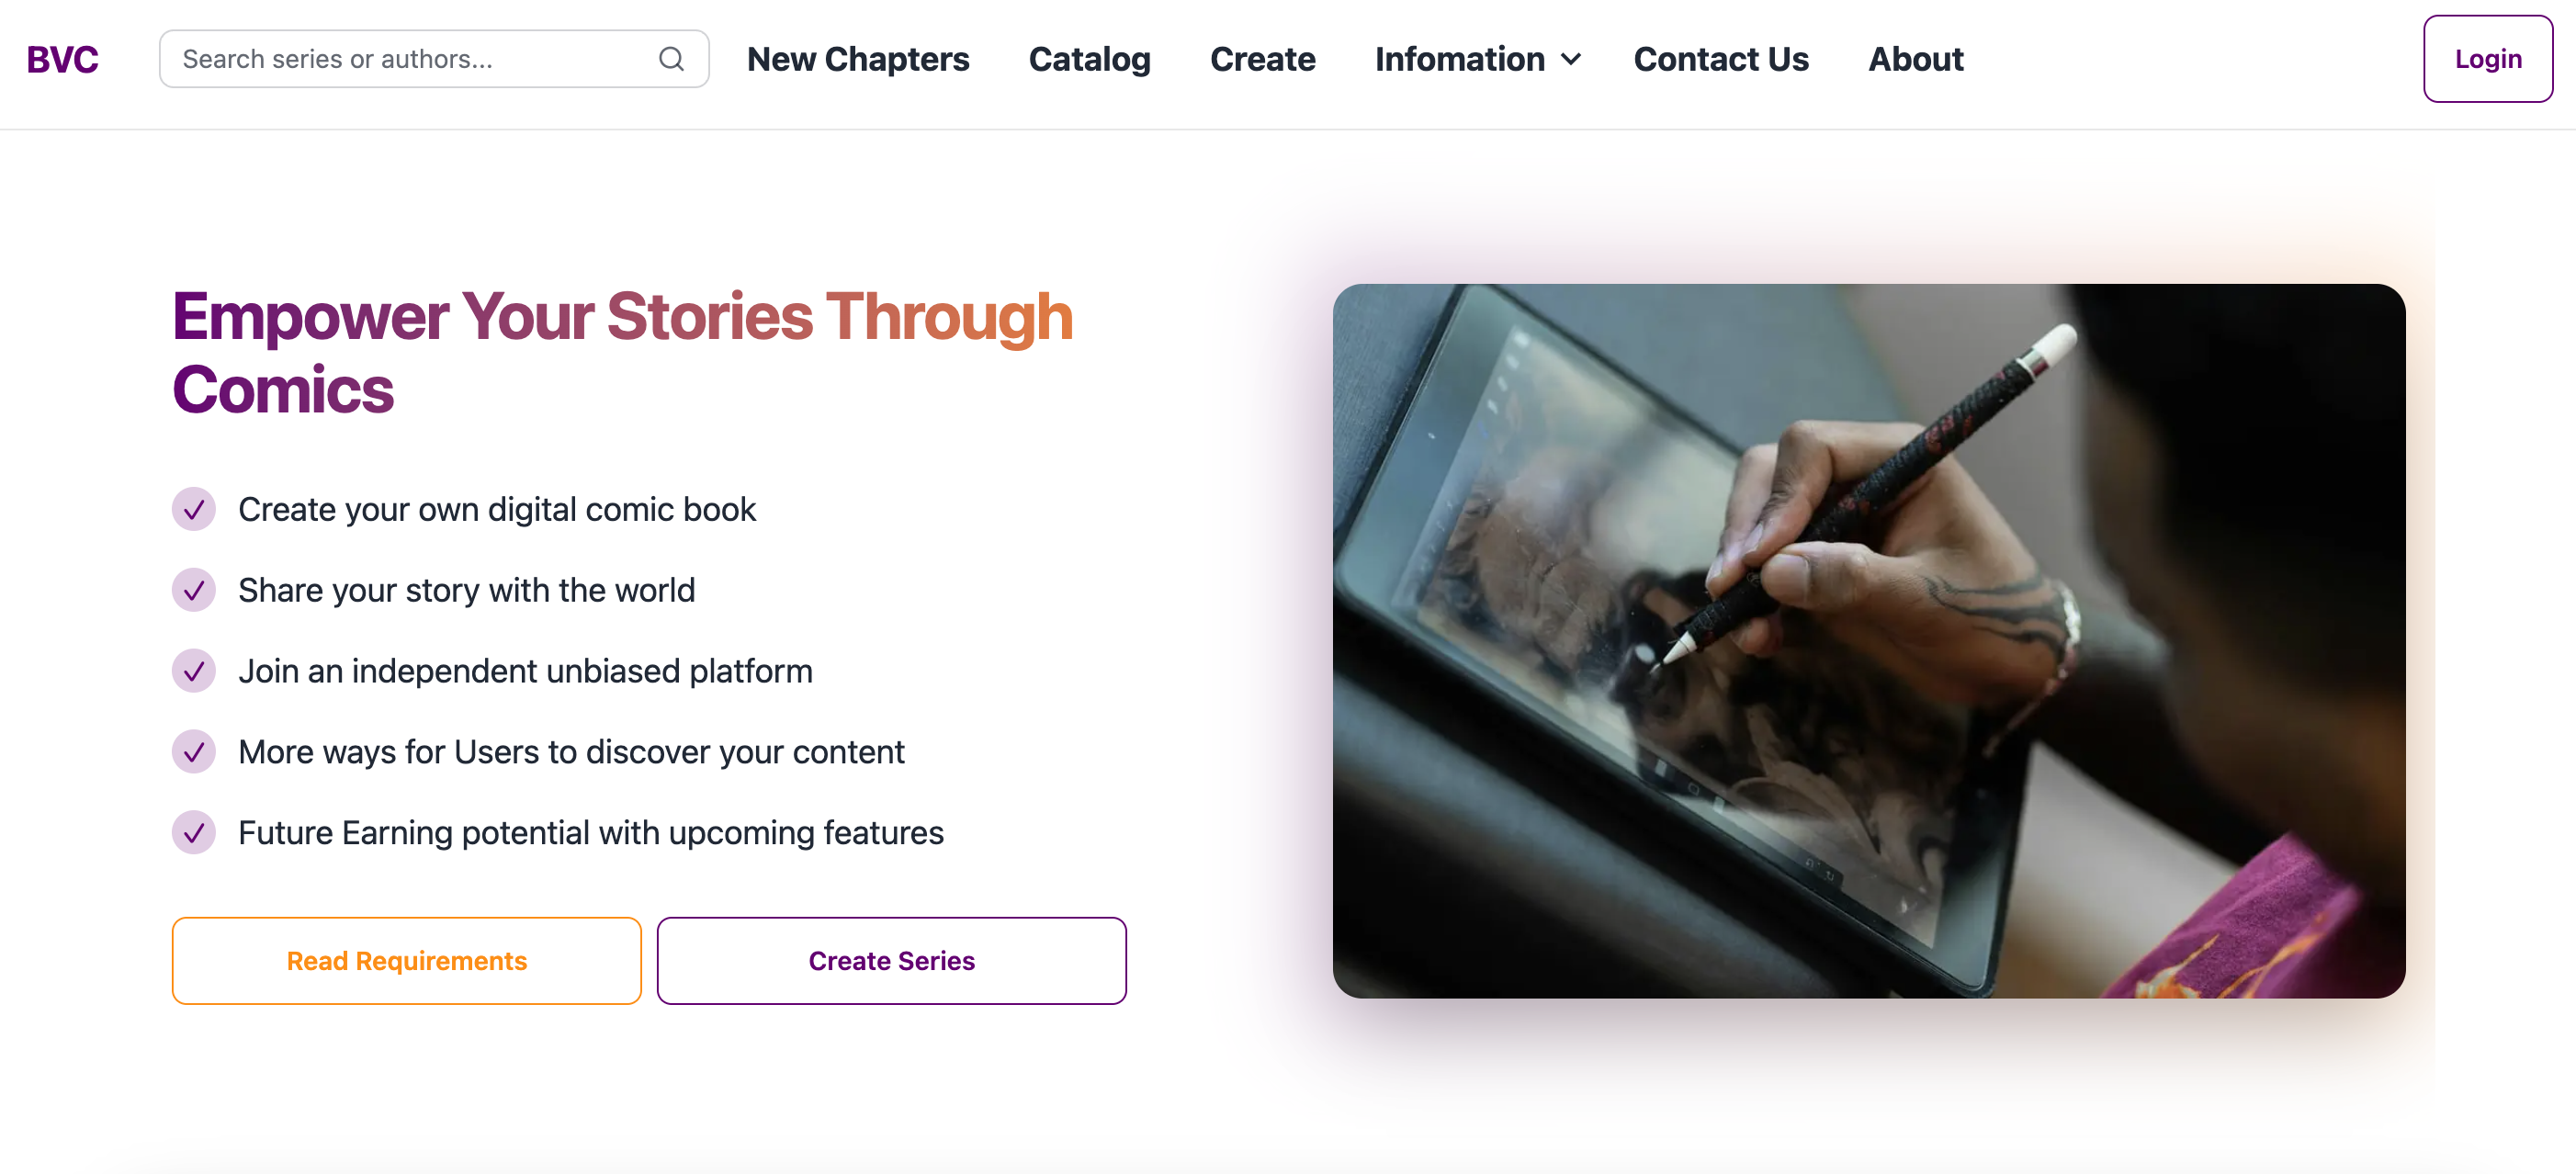 BVC
Search series or authors...
New Chapters
Catalog
Create
Infomation
Contact Us
About
Login
Empower Your Stories Through
Comics
Create your own digital comic book
Share your story with the world
Join an independent unbiased platform
More ways for Users to discover your content
Future Earning potential with upcoming features
Read Requirements
Create Series